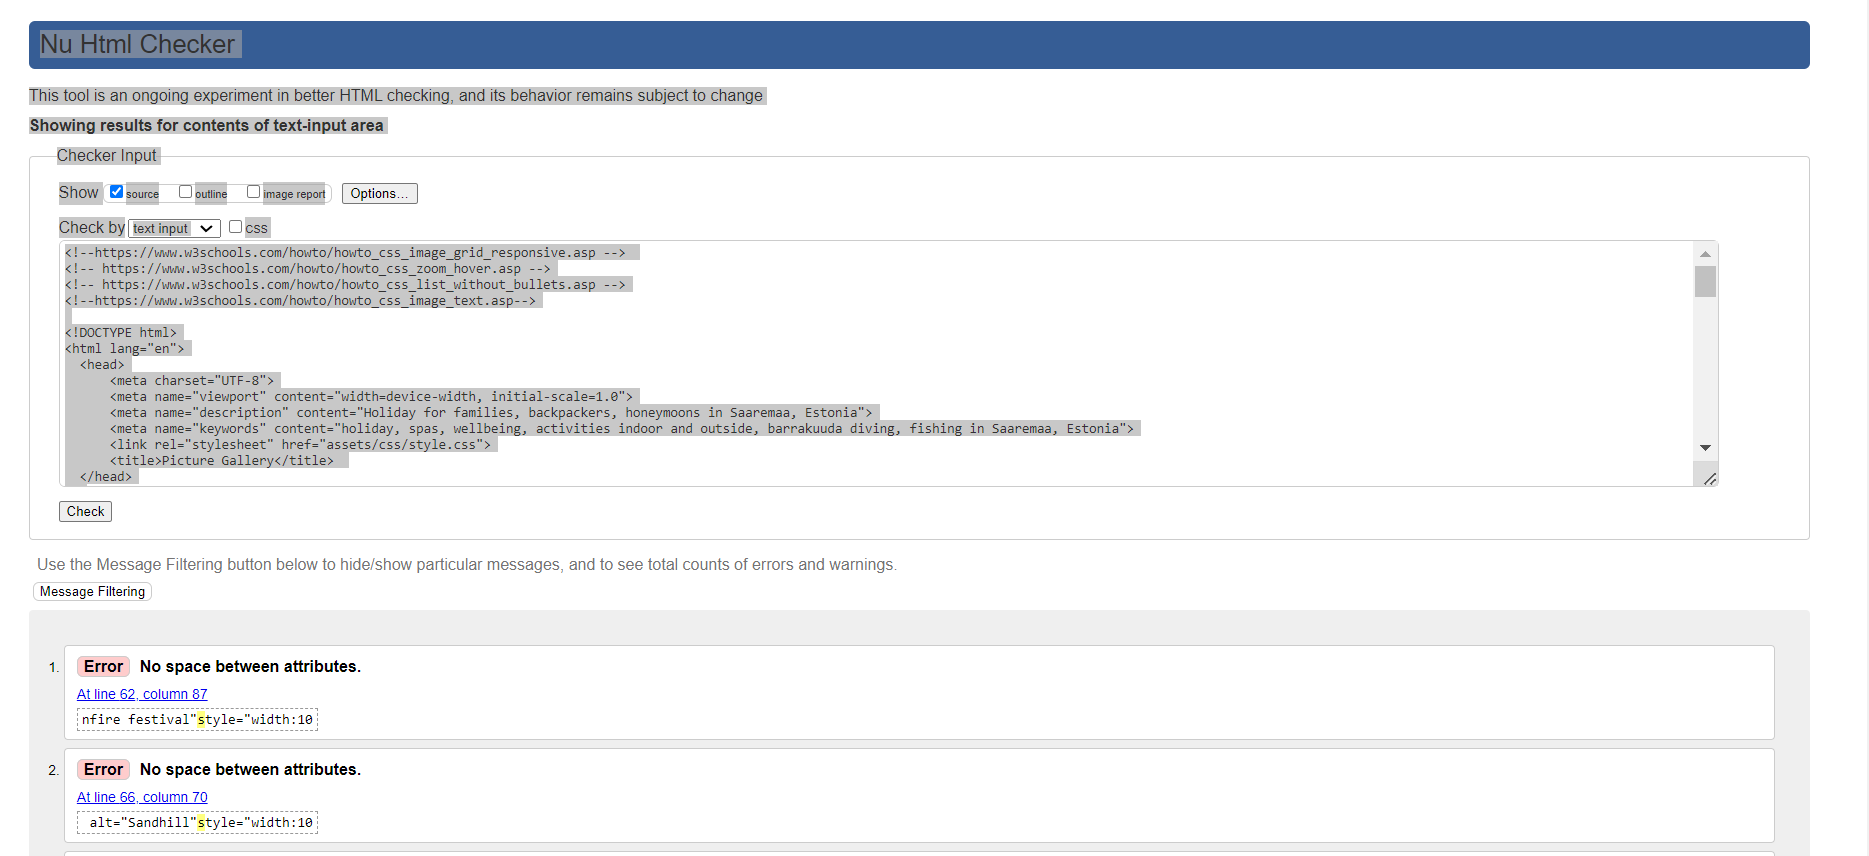 Nu Html Checker
This tool is an ongoing experiment in better HTML checking, and its behavior remains subject to change
Showing results for contents of text-input area
Checker Input
Show source outline image report Options...
Check by text input css
<!--https://www.w3schools.com/howto/howto_css_image_grid_responsive.asp -->
<!-- https://www.w3schools.com/howto/howto_css_zoom_hover.asp -->
<!-- https://www.w3schools.com/howto/howto_css_list_without_bullets.asp -->
<!--https://www.w3schools.com/howto/howto_css_image_text.asp-->
<!DOCTYPE html>
<html lang="en">
<head>
<meta charset="UTF-8">
<meta name="viewport" content="width=device-width, initial-scale=1.0">
<meta name="description" content="Holiday for families, backpackers, honeymoons in Saaremaa, Estonia">
<meta name="keywords" content="holiday, spas, wellbeing, activities indoor and outside, barrakuuda diving, fishing in Saaremaa, Estonia">
<link rel="stylesheet" href="assets/css/style.css">
<title>Picture Gallery</title>
</head>
Check
Use the Message Filtering button below to hide/show particular messages, and to see total counts of errors and warnings.
Message Filtering
1. Error No space between attributes.
At line 62, column 87
nfire festival"style="width:10
2. Error No space between attributes.
At line 66, column 70
alt="Sandhill"style="width:10